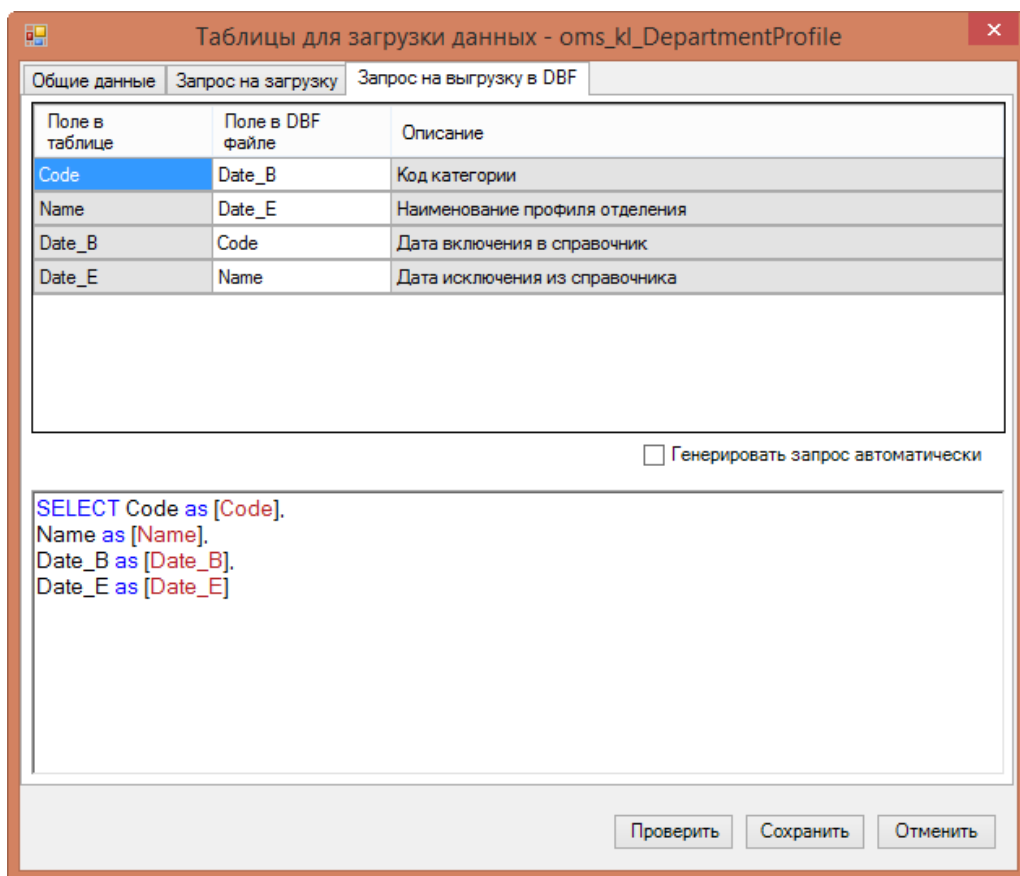 Таблицы для загрузки данных - oms_kl_DepartmentProfile
Общие данные Запрос на загрузку Запрос на выгрузку в DBF
Поле в таблице Поле в DBF файле Описание
Code Date_B Код категории
Name Date_E Наименование профиля отделения
Date_B Code Дата включения в справочник
Date_E Name Дата исключения из справочника
Генерировать запрос автоматически
SELECT Code as [Code],
Name as [Name],
Date_B as [Date_B],
Date_E as [Date_E]
Проверить Сохранить Отменить